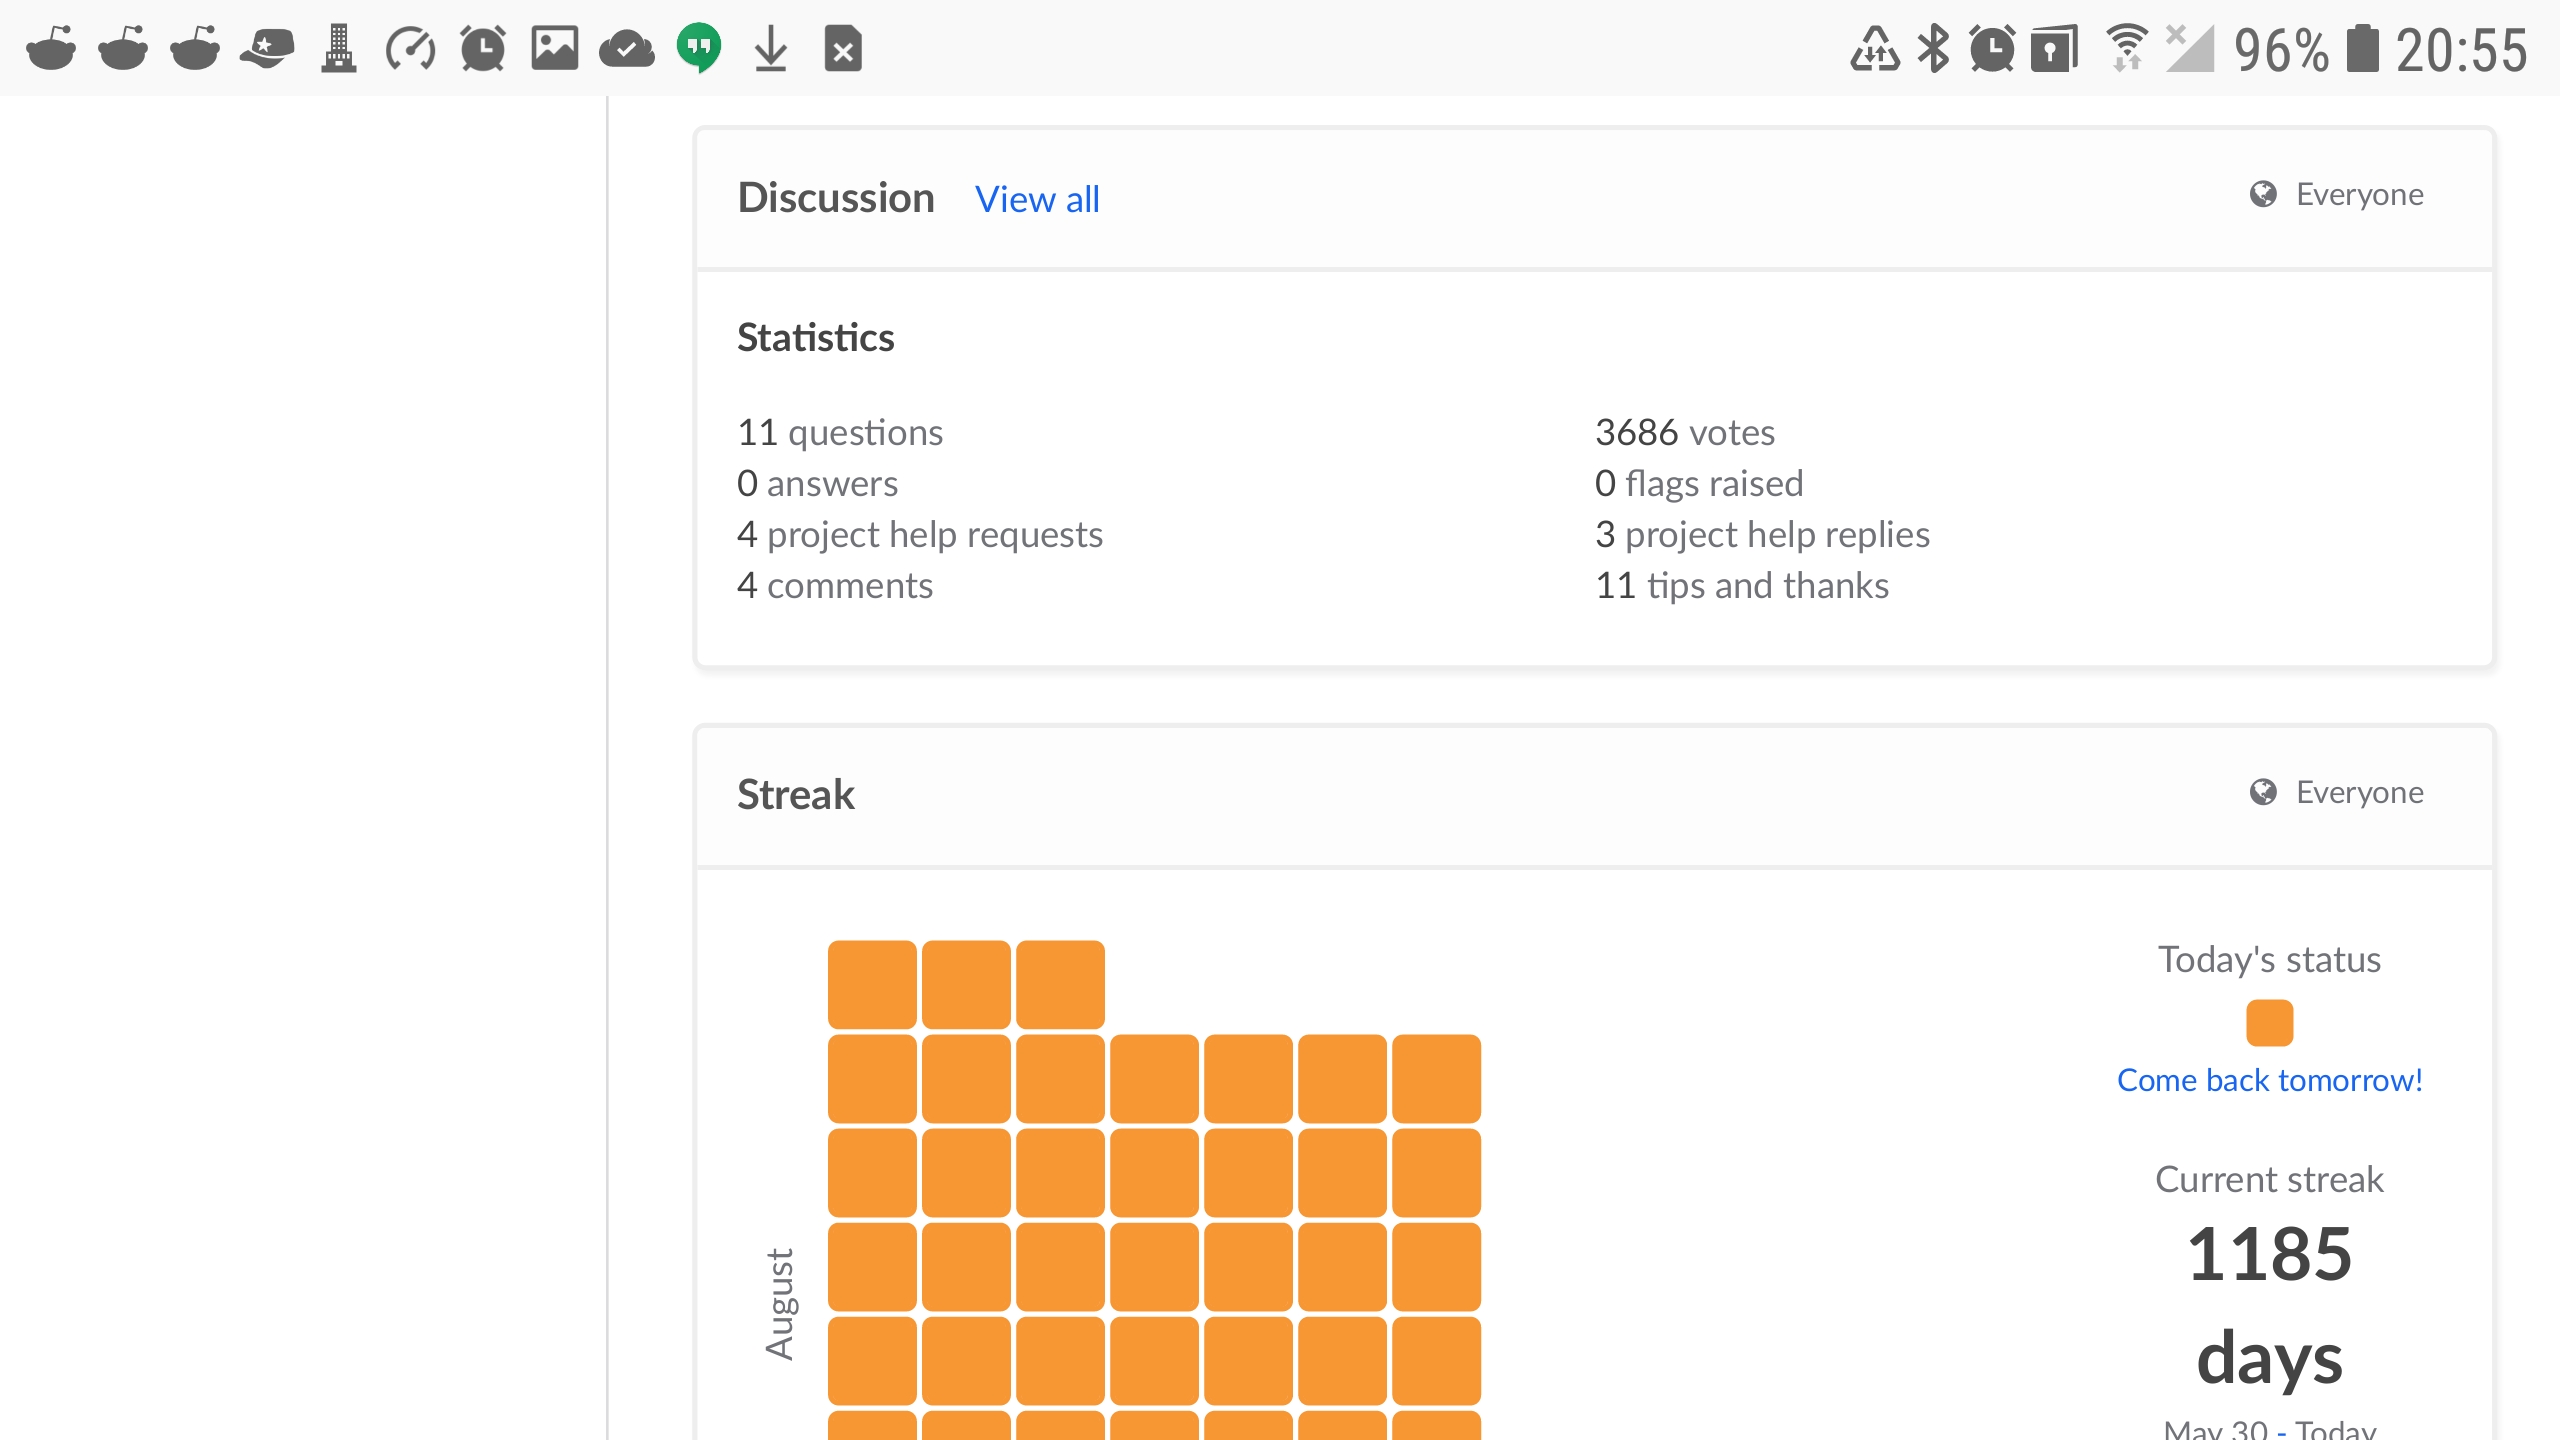 96% 20:55
Discussion View all Everyone
Statistics
11 questions
0 answers
4 project help requests
4 comments
3686 votes
0 flags raised
3 project help replies
11 tips and thanks
Streak Everyone
August
Today's status
Come back tomorrow!
Current streak
1185
days
May 30 - Today